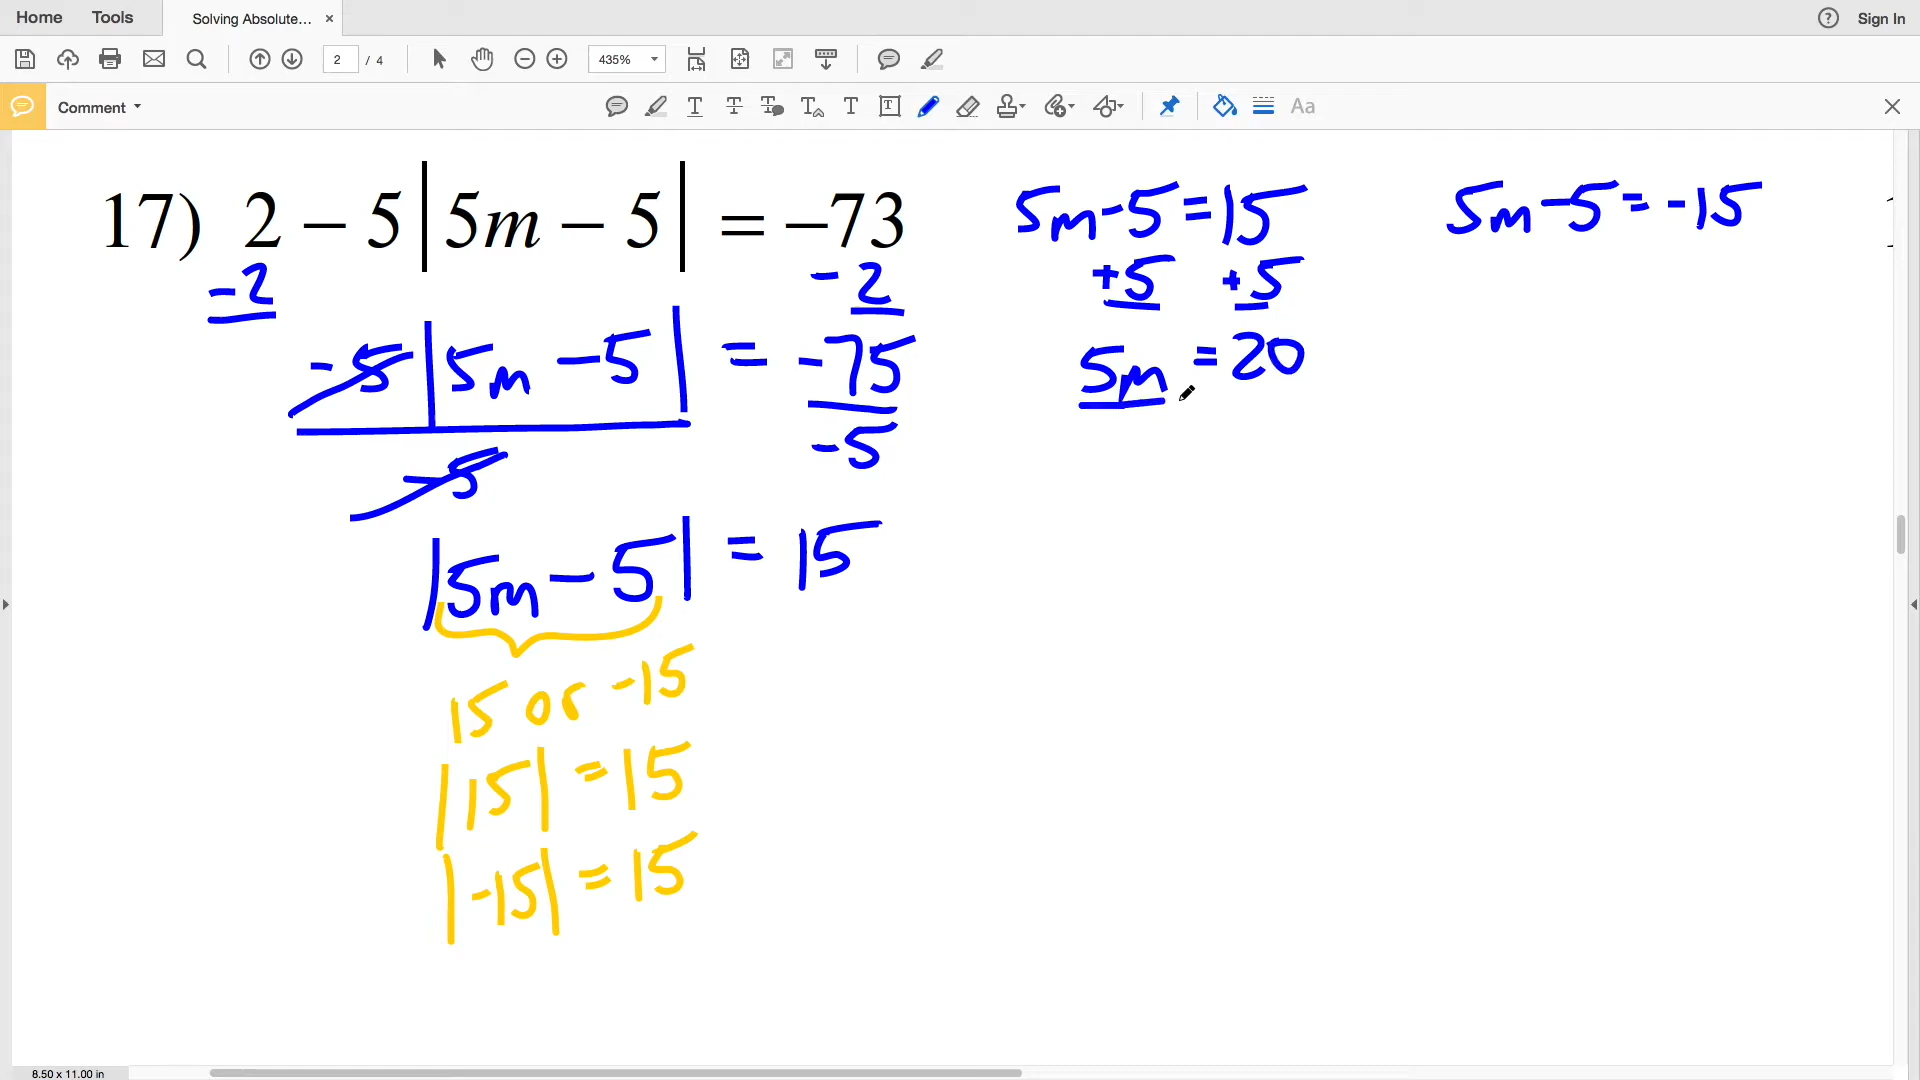 Home Tools Solving Absolute... × Sign In
2 / 4 435%
Comment Aa
17) 2 − 5|5m − 5| = −73
-2 -2
-5|5m -5| = -75
-5 -5
|5m-5| = 15
15 or -15
|15| = 15
|-15| = 15
5m-5=15
+5 +5
5m =20
5m-5=-15
8.50 x 11.00 in